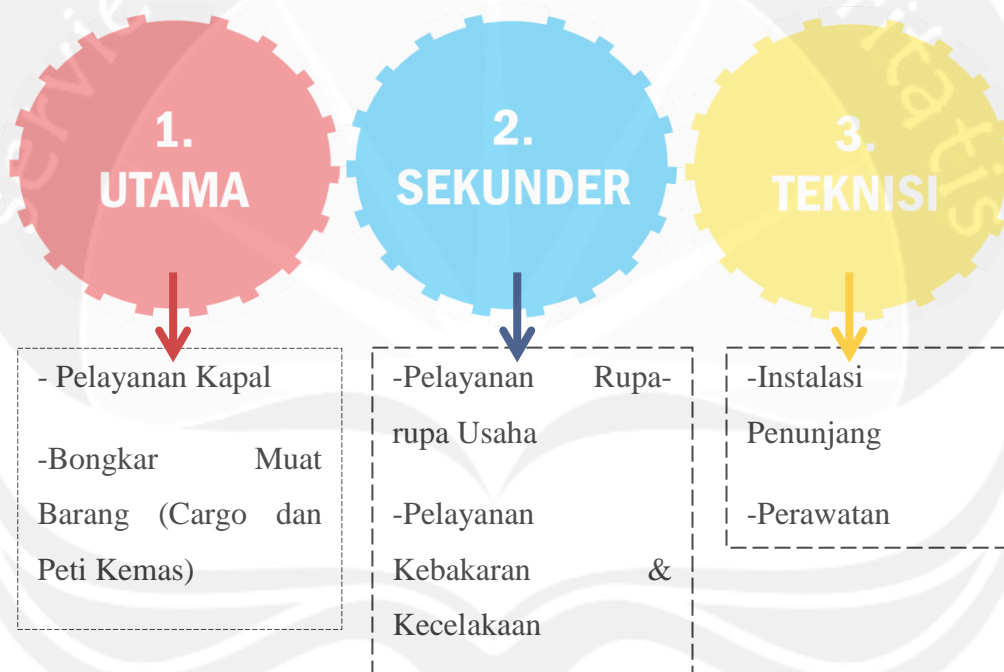 1.
UTAMA
2.
SEKUNDER
3.
TEKNISI
- Pelayanan Kapal
-Bongkar Muat
Barang (Cargo dan
Peti Kemas)
-Pelayanan Rupa-
rupa Usaha
-Pelayanan
Kebakaran &
Kecelakaan
-Instalasi
Penunjang
-Perawatan